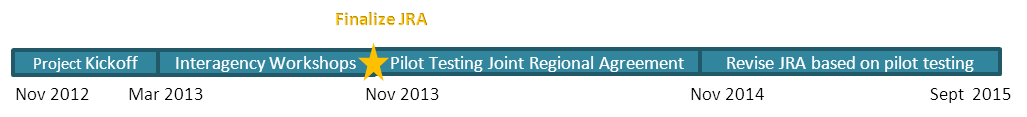 Finalize JRA
Project Kickoff Interagency Workshops Pilot Testing Joint Regional Agreement Revise JRA based on pilot testing
Nov 2012 Mar 2013 Nov 2013 Nov 2014 Sept 2015